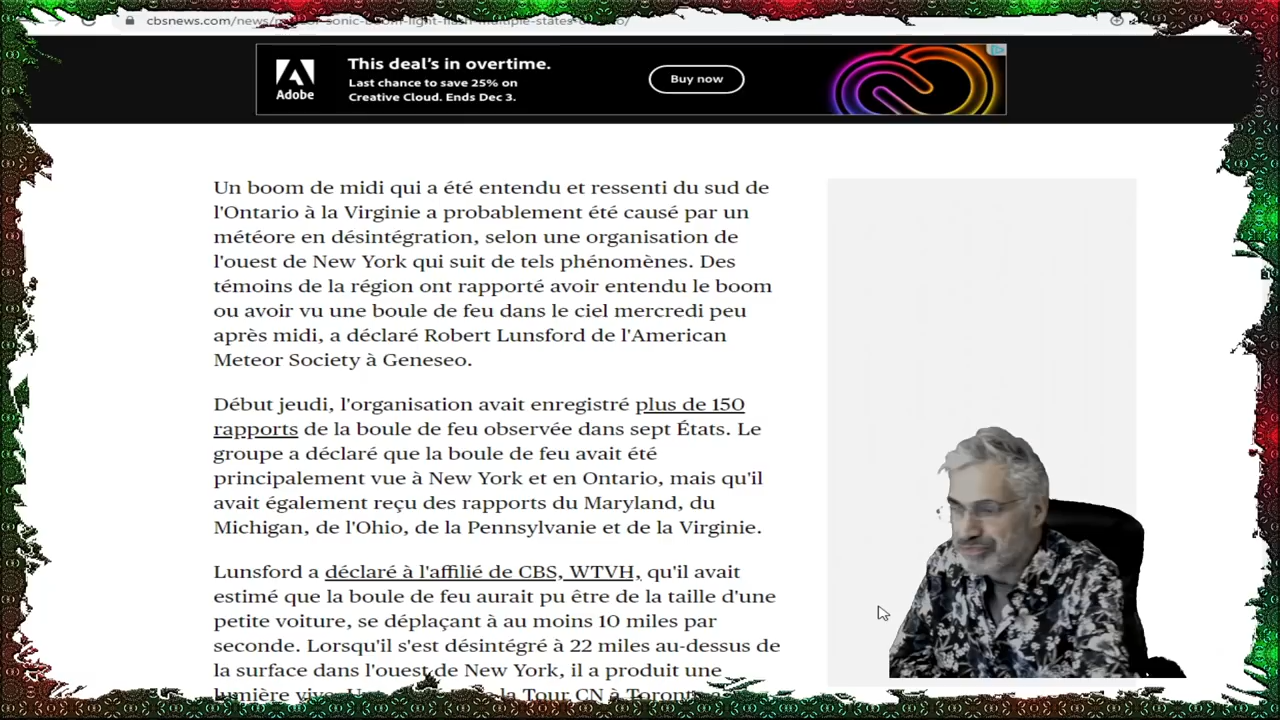 cbsnews.com/news/
This deal's in overtime.
Last chance to save 25% on
Creative Cloud. Ends Dec 3.
Adobe
Buy now
Un boom de midi qui a été entendu et ressenti du sud de
l'Ontario à la Virginie a probablement été causé par un
météore en désintégration, selon une organisation de
l'ouest de New York qui suit de tels phénomènes. Des
témoins de la région ont rapporté avoir entendu le boom
ou avoir vu une boule de feu dans le ciel mercredi peu
après midi, a déclaré Robert Lunsford de l'American
Meteor Society à Geneseo.
Début jeudi, l'organisation avait enregistré plus de 150
rapports de la boule de feu observée dans sept États. Le
groupe a déclaré que la boule de feu avait été
principalement vue à New York et en Ontario, mais qu'il
avait également reçu des rapports du Maryland, du
Michigan, de l'Ohio, de la Pennsylvanie et de la Virginie.
Lunsford a déclaré à l'affilié de CBS, WTVH, qu'il avait
estimé que la boule de feu aurait pu être de la taille d'une
petite voiture, se déplaçant à au moins 10 miles par
seconde. Lorsqu'il s'est désintégré à 22 miles au-dessus de
la surface dans l'ouest de New York, il a produit une
lumière la Tour CN à